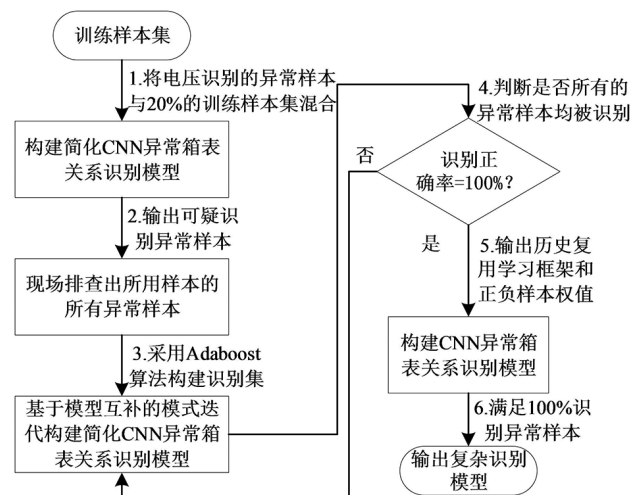 训练样本集
1.将电压识别的异常样本
与20%的训练样本集混合
构建简化CNN异常箱表
关系识别模型
2.输出可疑识
别异常样本
现场排查出所用样本的
所有异常样本
3.采用Adaboost
算法构建识别集
基于模型互补的模式迭
代构建简化CNN异常箱
表关系识别模型
4.判断是否所有的
异常样本均被识别
否
识别正
确率=100%?
是
5.输出历史复
用学习框架和
正负样本权值
构建CNN异常箱
表关系识别模型
6.满足100%识
别异常样本
输出复杂识别
模型